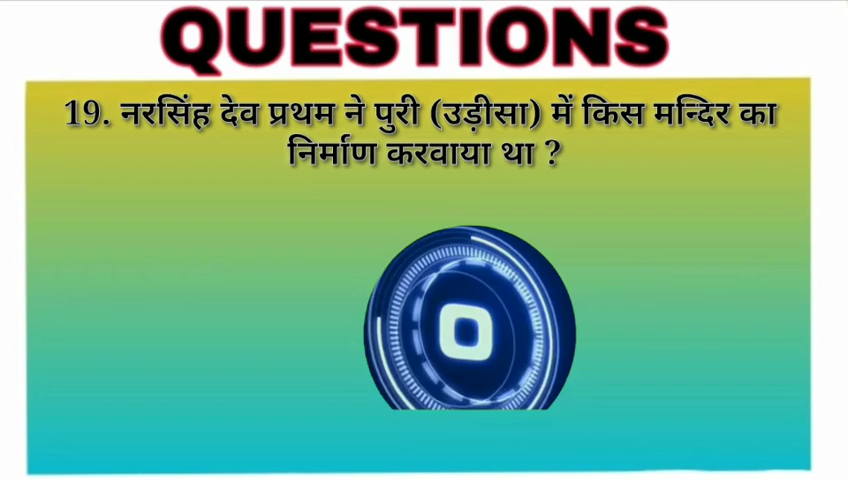 QUESTIONS
19. नरसिंह देव प्रथम ने पुरी (उड़ीसा) में किस मन्दिर का
निर्माण करवाया था ?
0